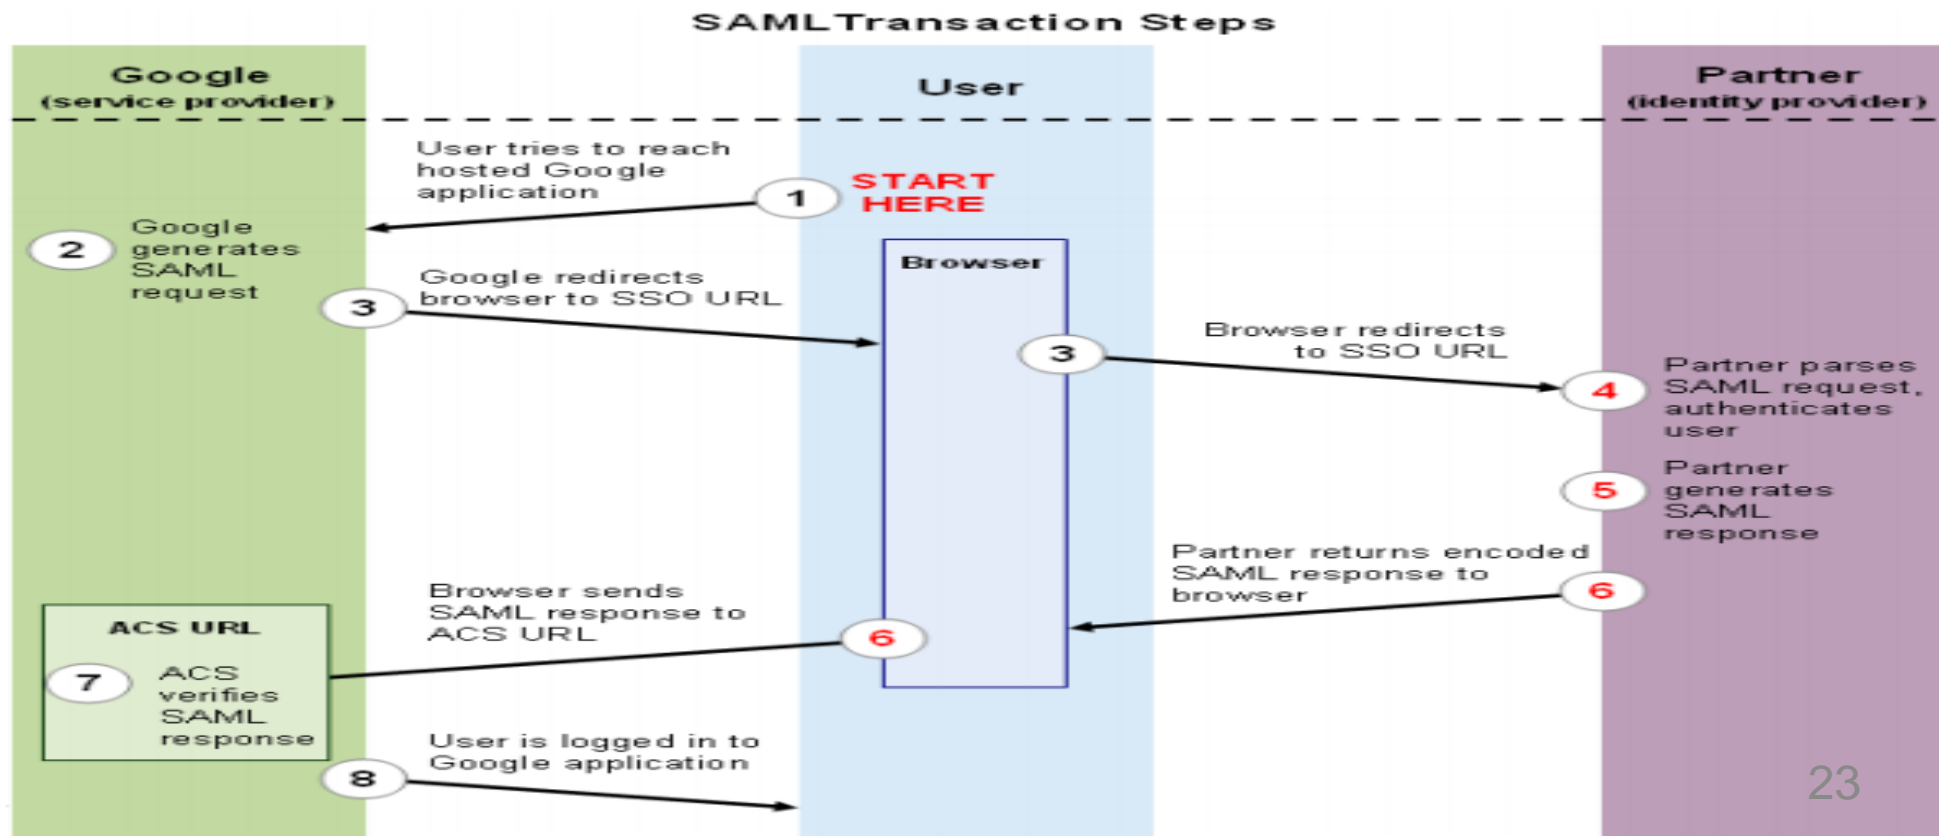 SAML Transaction Steps
Google
(service provider)
User
Partner
(identity provider)
User tries to reach
hosted Google
application
1
START
HERE
2
Google
generates
SAML
request
Browser
3
Google redirects
browser to SSO URL
3
Browser redirects
to SSO URL
4
Partner parses
SAML request,
authenticates
user
5
Partner
generates
SAML
response
Partner returns encoded
SAML response to
browser
6
Browser sends
SAML response to
ACS URL
6
ACS URL
7
ACS
verifies
SAML
response
User is logged in to
Google application
8
23